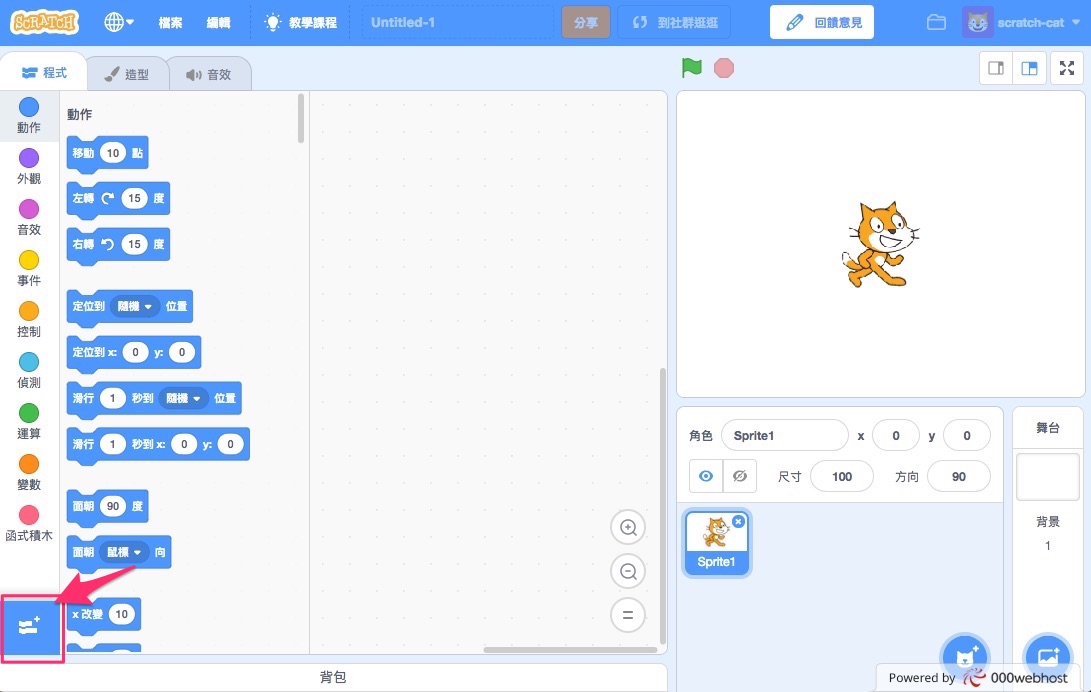 SCRATCH 檔案 編輯 教學課程 Untitled-1 分享 到社群逛逛 回饋意見 scratch-cat
程式 造型 音效
動作
外觀
音效
事件
控制
偵測
運算
變數
函式積木
動作
移動 10 點
左轉 15 度
右轉 15 度
定位到 隨機 位置
定位到 x: 0 y: 0
滑行 1 秒到 隨機 位置
滑行 1 秒到 x: 0 y: 0
面朝 90 度
面朝 鼠標 向
x 改變 10
背包
角色 Sprite1 x 0 y 0
尺寸 100 方向 90
Sprite1
舞台
背景
1
Powered by 000webhost